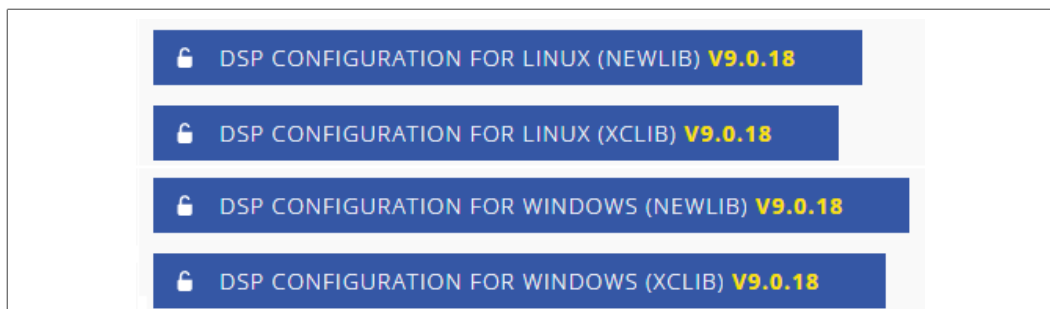 DSP CONFIGURATION FOR LINUX (NEWLIB) V9.0.18
DSP CONFIGURATION FOR LINUX (XCLIB) V9.0.18
DSP CONFIGURATION FOR WINDOWS (NEWLIB) V9.0.18
DSP CONFIGURATION FOR WINDOWS (XCLIB) V9.0.18